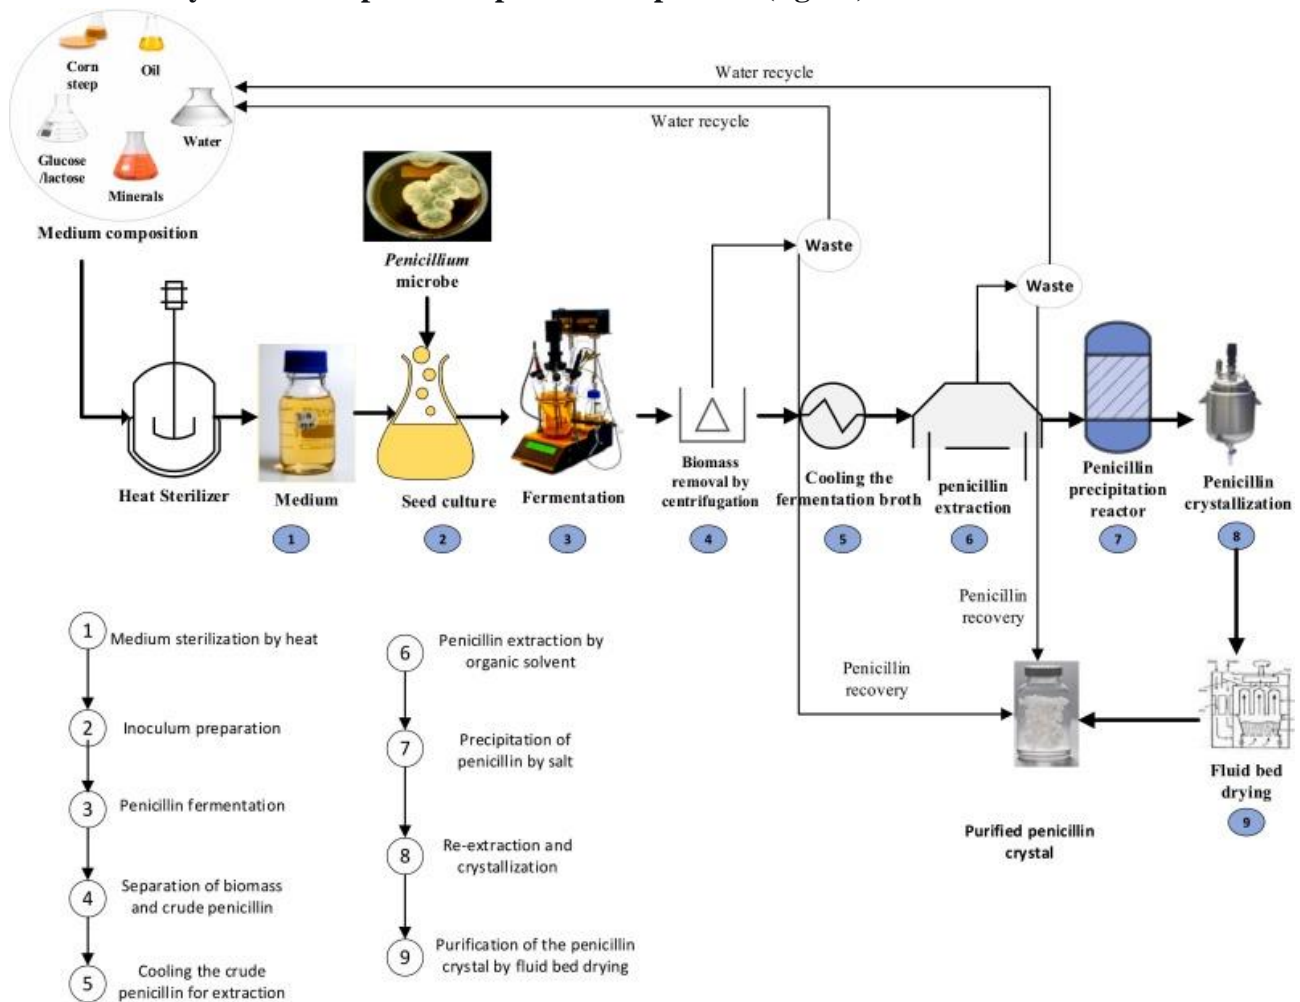 Water recycle
Water recycle
Corn
steep
Oil
Glucose
/lactose
Water
Minerals
Medium composition
Penicillium
microbe
Waste
Waste
Heat Sterilizer
Medium
Seed culture
Fermentation
Biomass
removal by
centrifugation
Cooling the
fermentation broth
penicillin
extraction
Penicillin
precipitation
reactor
Penicillin
crystallization
1
2
3
4
5
6
7
8
Penicillin
recovery
Penicillin
recovery
Fluid bed
drying
9
Purified penicillin
crystal
1 Medium sterilization by heat
2 Inoculum preparation
3 Penicillin fermentation
4 Separation of biomass
and crude penicillin
5 Cooling the crude
penicillin for extraction
6 Penicillin extraction by
organic solvent
7 Precipitation of
penicillin by salt
8 Re-extraction and
crystallization
9 Purification of the penicillin
crystal by fluid bed drying